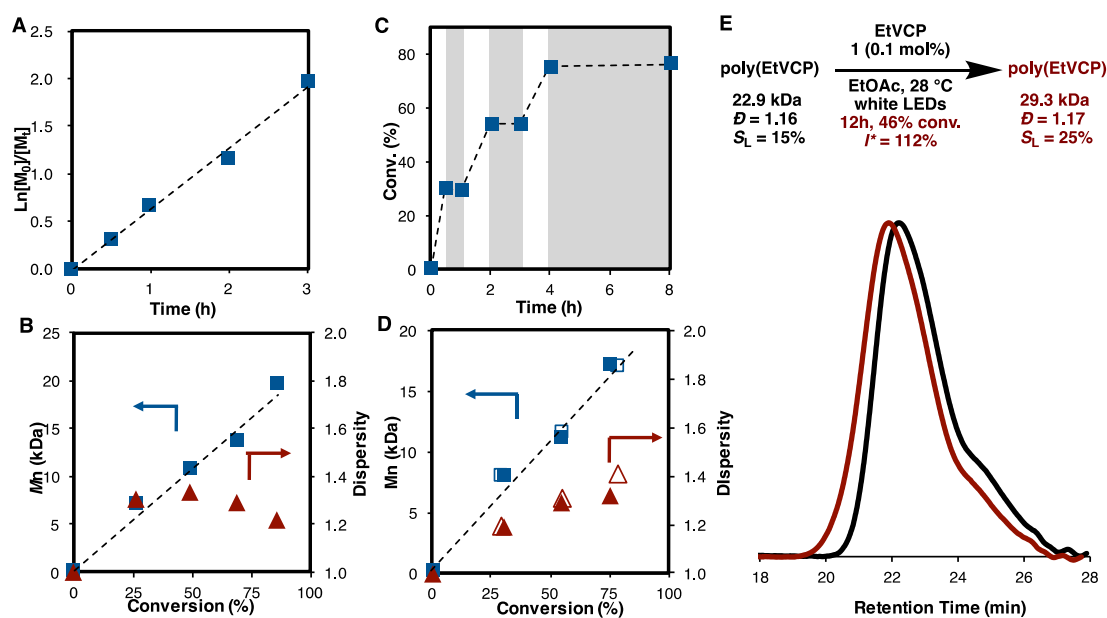 A
2.5
2.0
1.5
1.0
0.5
0.0
Ln[M0]/[Mt]
0
1
2
3
Time (h)
B
25
20
15
10
5
0
Mn (kDa)
2.0
1.8
1.6
1.4
1.2
1.0
Dispersity
0
25
50
75
100
Conversion (%)
C
80
60
40
20
0
Conv. (%)
0
2
4
6
8
Time (h)
D
20
15
10
5
0
Mn (kDa)
2.0
1.8
1.6
1.4
1.2
1.0
DIspersity
0
25
50
75
100
Conversion (%)
E
EtVCP
1 (0.1 mol%)
poly(EtVCP)
poly(EtVCP)
EtOAc, 28 °C
white LEDs
12h, 46% conv.
I* = 112%
22.9 kDa
Đ = 1.16
SL = 15%
29.3 kDa
Đ = 1.17
SL = 25%
18
20
22
24
26
28
Retention Time (min)